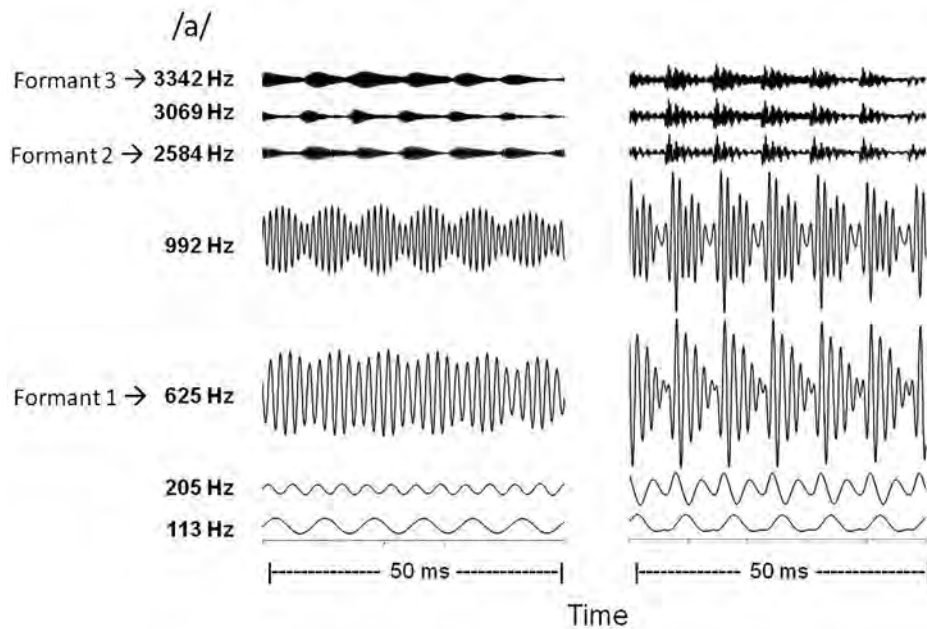 /a/
Formant 3 → 3342 Hz
3069 Hz
Formant 2 → 2584 Hz
992 Hz
Formant 1 → 625 Hz
205 Hz
113 Hz
50 ms
50 ms
Time